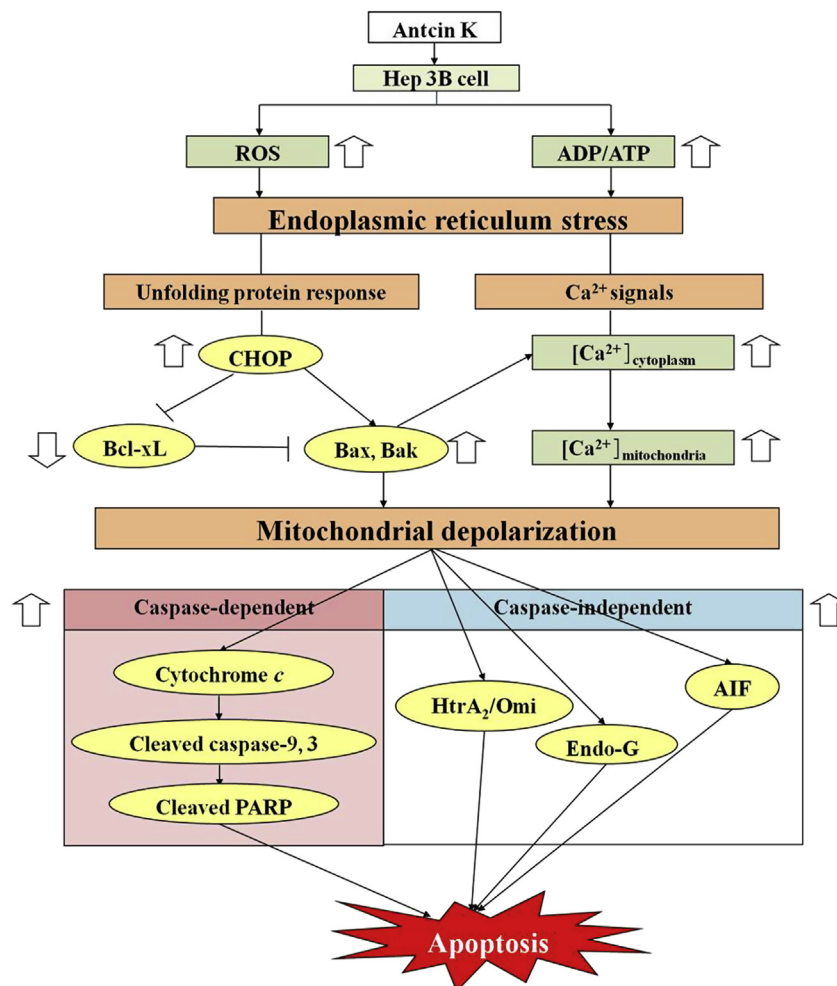 Antcin K
Hep 3B cell
ROS
ADP/ATP
Endoplasmic reticulum stress
Unfolding protein response
Ca²⁺ signals
CHOP
[Ca²⁺]cytoplasm
Bcl-xL
Bax, Bak
[Ca²⁺]mitochondria
Mitochondrial depolarization
Caspase-dependent
Caspase-independent
Cytochrome c
AIF
HtrA₂/Omi
Cleaved caspase-9, 3
Endo-G
Cleaved PARP
Apoptosis